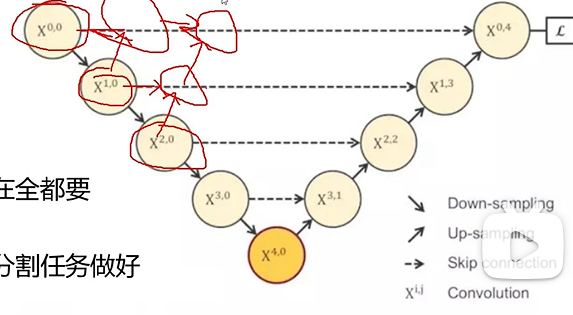 X^{0,0}
X^{0,4}
ℒ
X^{1,0}
X^{1,3}
X^{2,0}
X^{2,2}
在全都要
X^{3,0}
X^{3,1}
Down-sampling
Up-sampling
分割任务做好
X^{4,0}
Skip connection
X^{i,j} Convolution